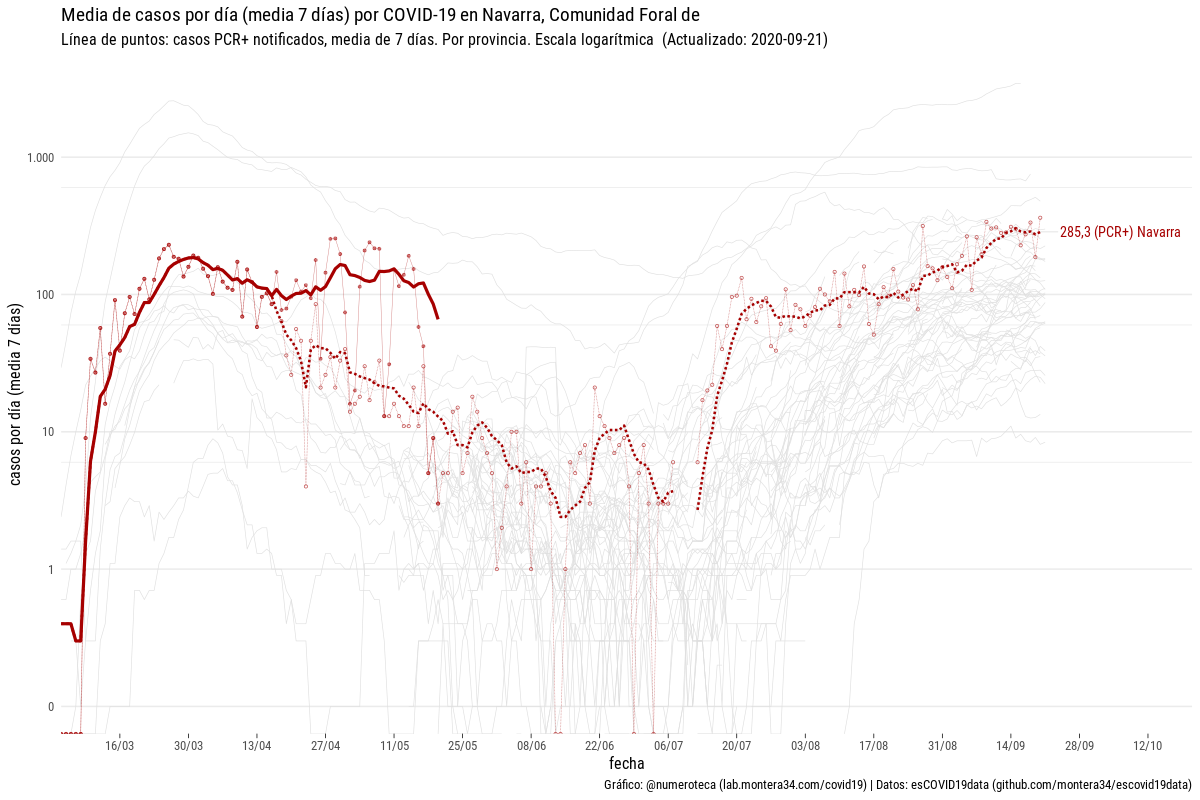 Media de casos por día (media 7 días) por COVID-19 en Navarra, Comunidad Foral de
Línea de puntos: casos PCR+ notificados, media de 7 días. Por provincia. Escala logarítmica  (Actualizado: 2020-09-21)
casos por día (media 7 días)
1.000
100
10
1
0
285,3 (PCR+) Navarra
16/03 30/03 13/04 27/04 11/05 25/05 08/06 22/06 06/07 20/07 03/08 17/08 31/08 14/09 28/09 12/10
fecha
Gráfico: @numeroteca (lab.montera34.com/covid19) | Datos: esCOVID19data (github.com/montera34/escovid19data)